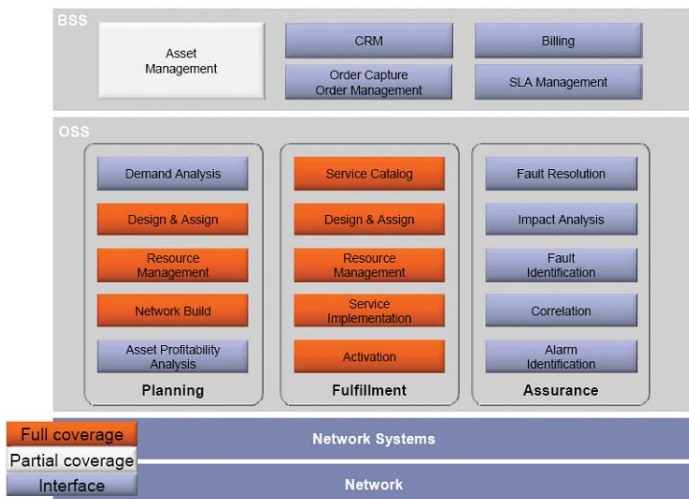 BSS
Asset
Management
CRM
Billing
Order Capture
Order Management
SLA Management
OSS
Demand Analysis
Design & Assign
Resource
Management
Network Build
Asset Profitability
Analysis
Planning
Service Catalog
Design & Assign
Resource
Management
Service
Implementation
Activation
Fulfillment
Fault Resolution
Impact Analysis
Fault
Identification
Correlation
Alarm
Identification
Assurance
Full coverage
Partial coverage
Interface
Network Systems
Network